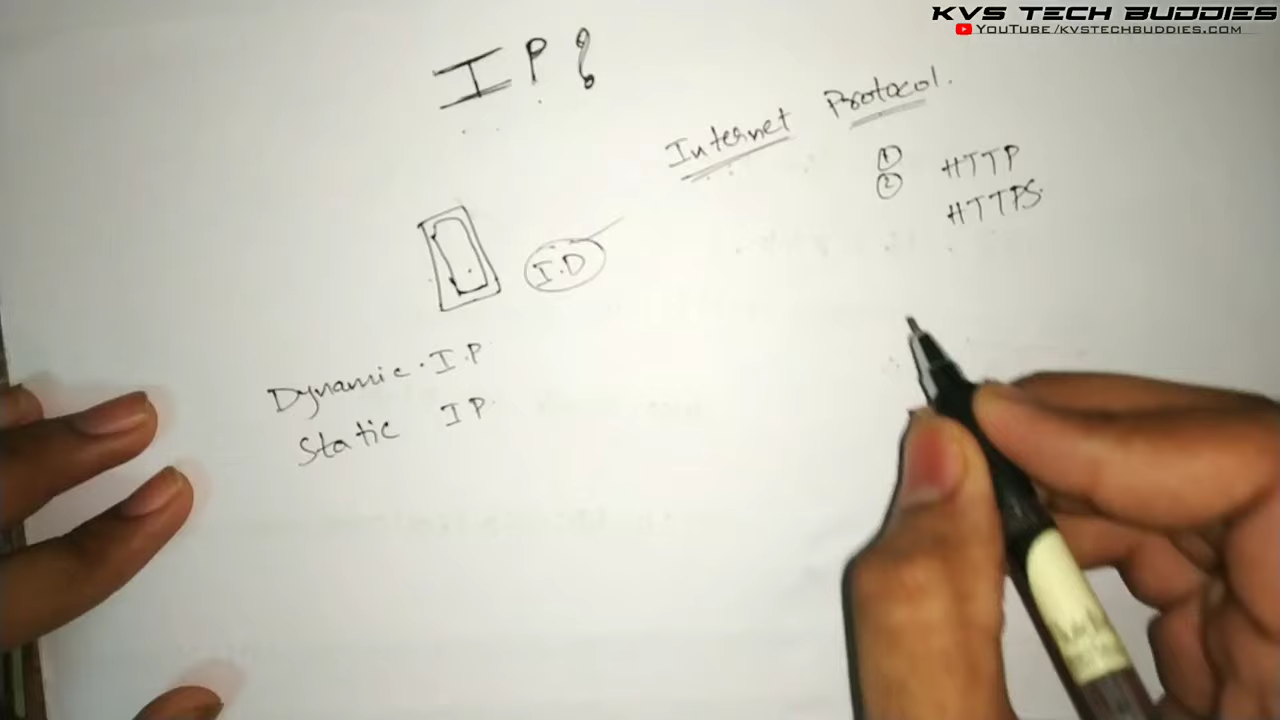 KVS TECH BUDDIES
YouTube/kvstechbuddies.com
IP?
Internet Protocol.
① HTTP
② HTTPS
I.D
Dynamic. I.P
Static IP